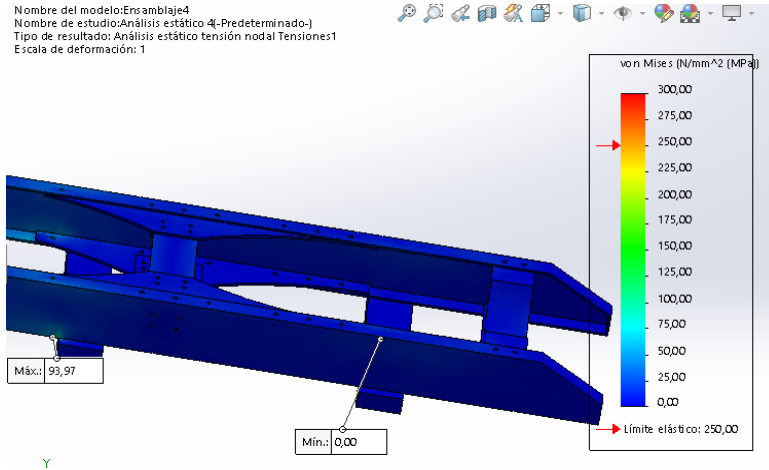 Nombre del modelo:Ensamblaje4
Nombre de estudio:Análisis estático 4(-Predeterminado-)
Tipo de resultado: Análisis estático tensión nodal Tensiones1
Escala de deformación: 1
von Mises (N/mm^2 (MPa))
300,00
275,00
250,00
225,00
200,00
175,00
150,00
125,00
100,00
75,00
50,00
25,00
0,00
Límite elástico: 250,00
Máx.: 93,97
Mín.: 0,00
Y